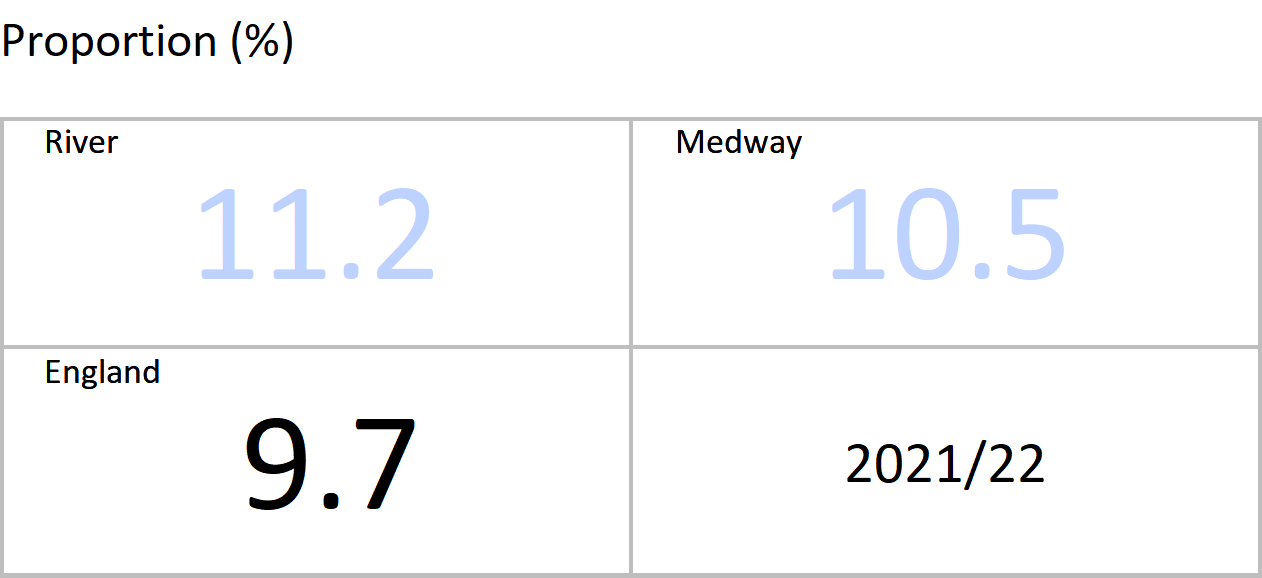 Proportion (%)
River
Medway
11.2
10.5
England
9.7
2021/22